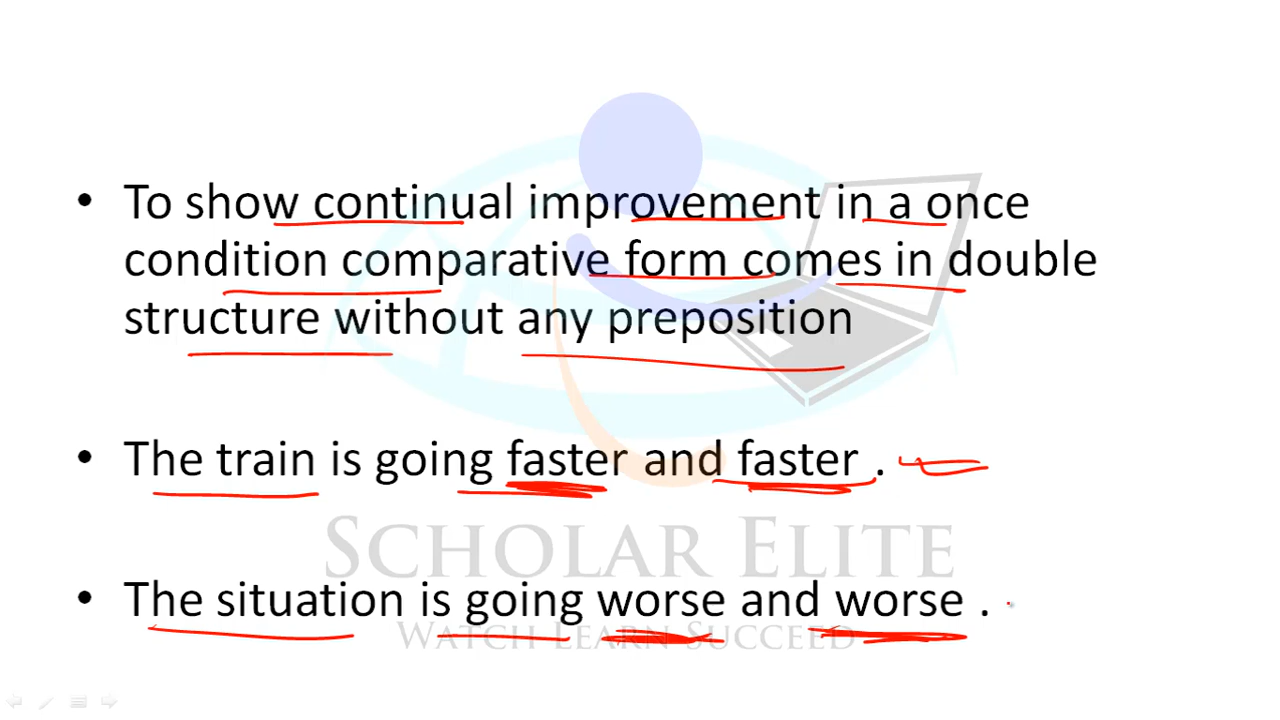 • To show continual improvement in a once
condition comparative form comes in double
structure without any preposition
• The train is going faster and faster .
SCHOLAR ELITE
• The situation is going worse and worse .
WATCH LEARN SUCCEED